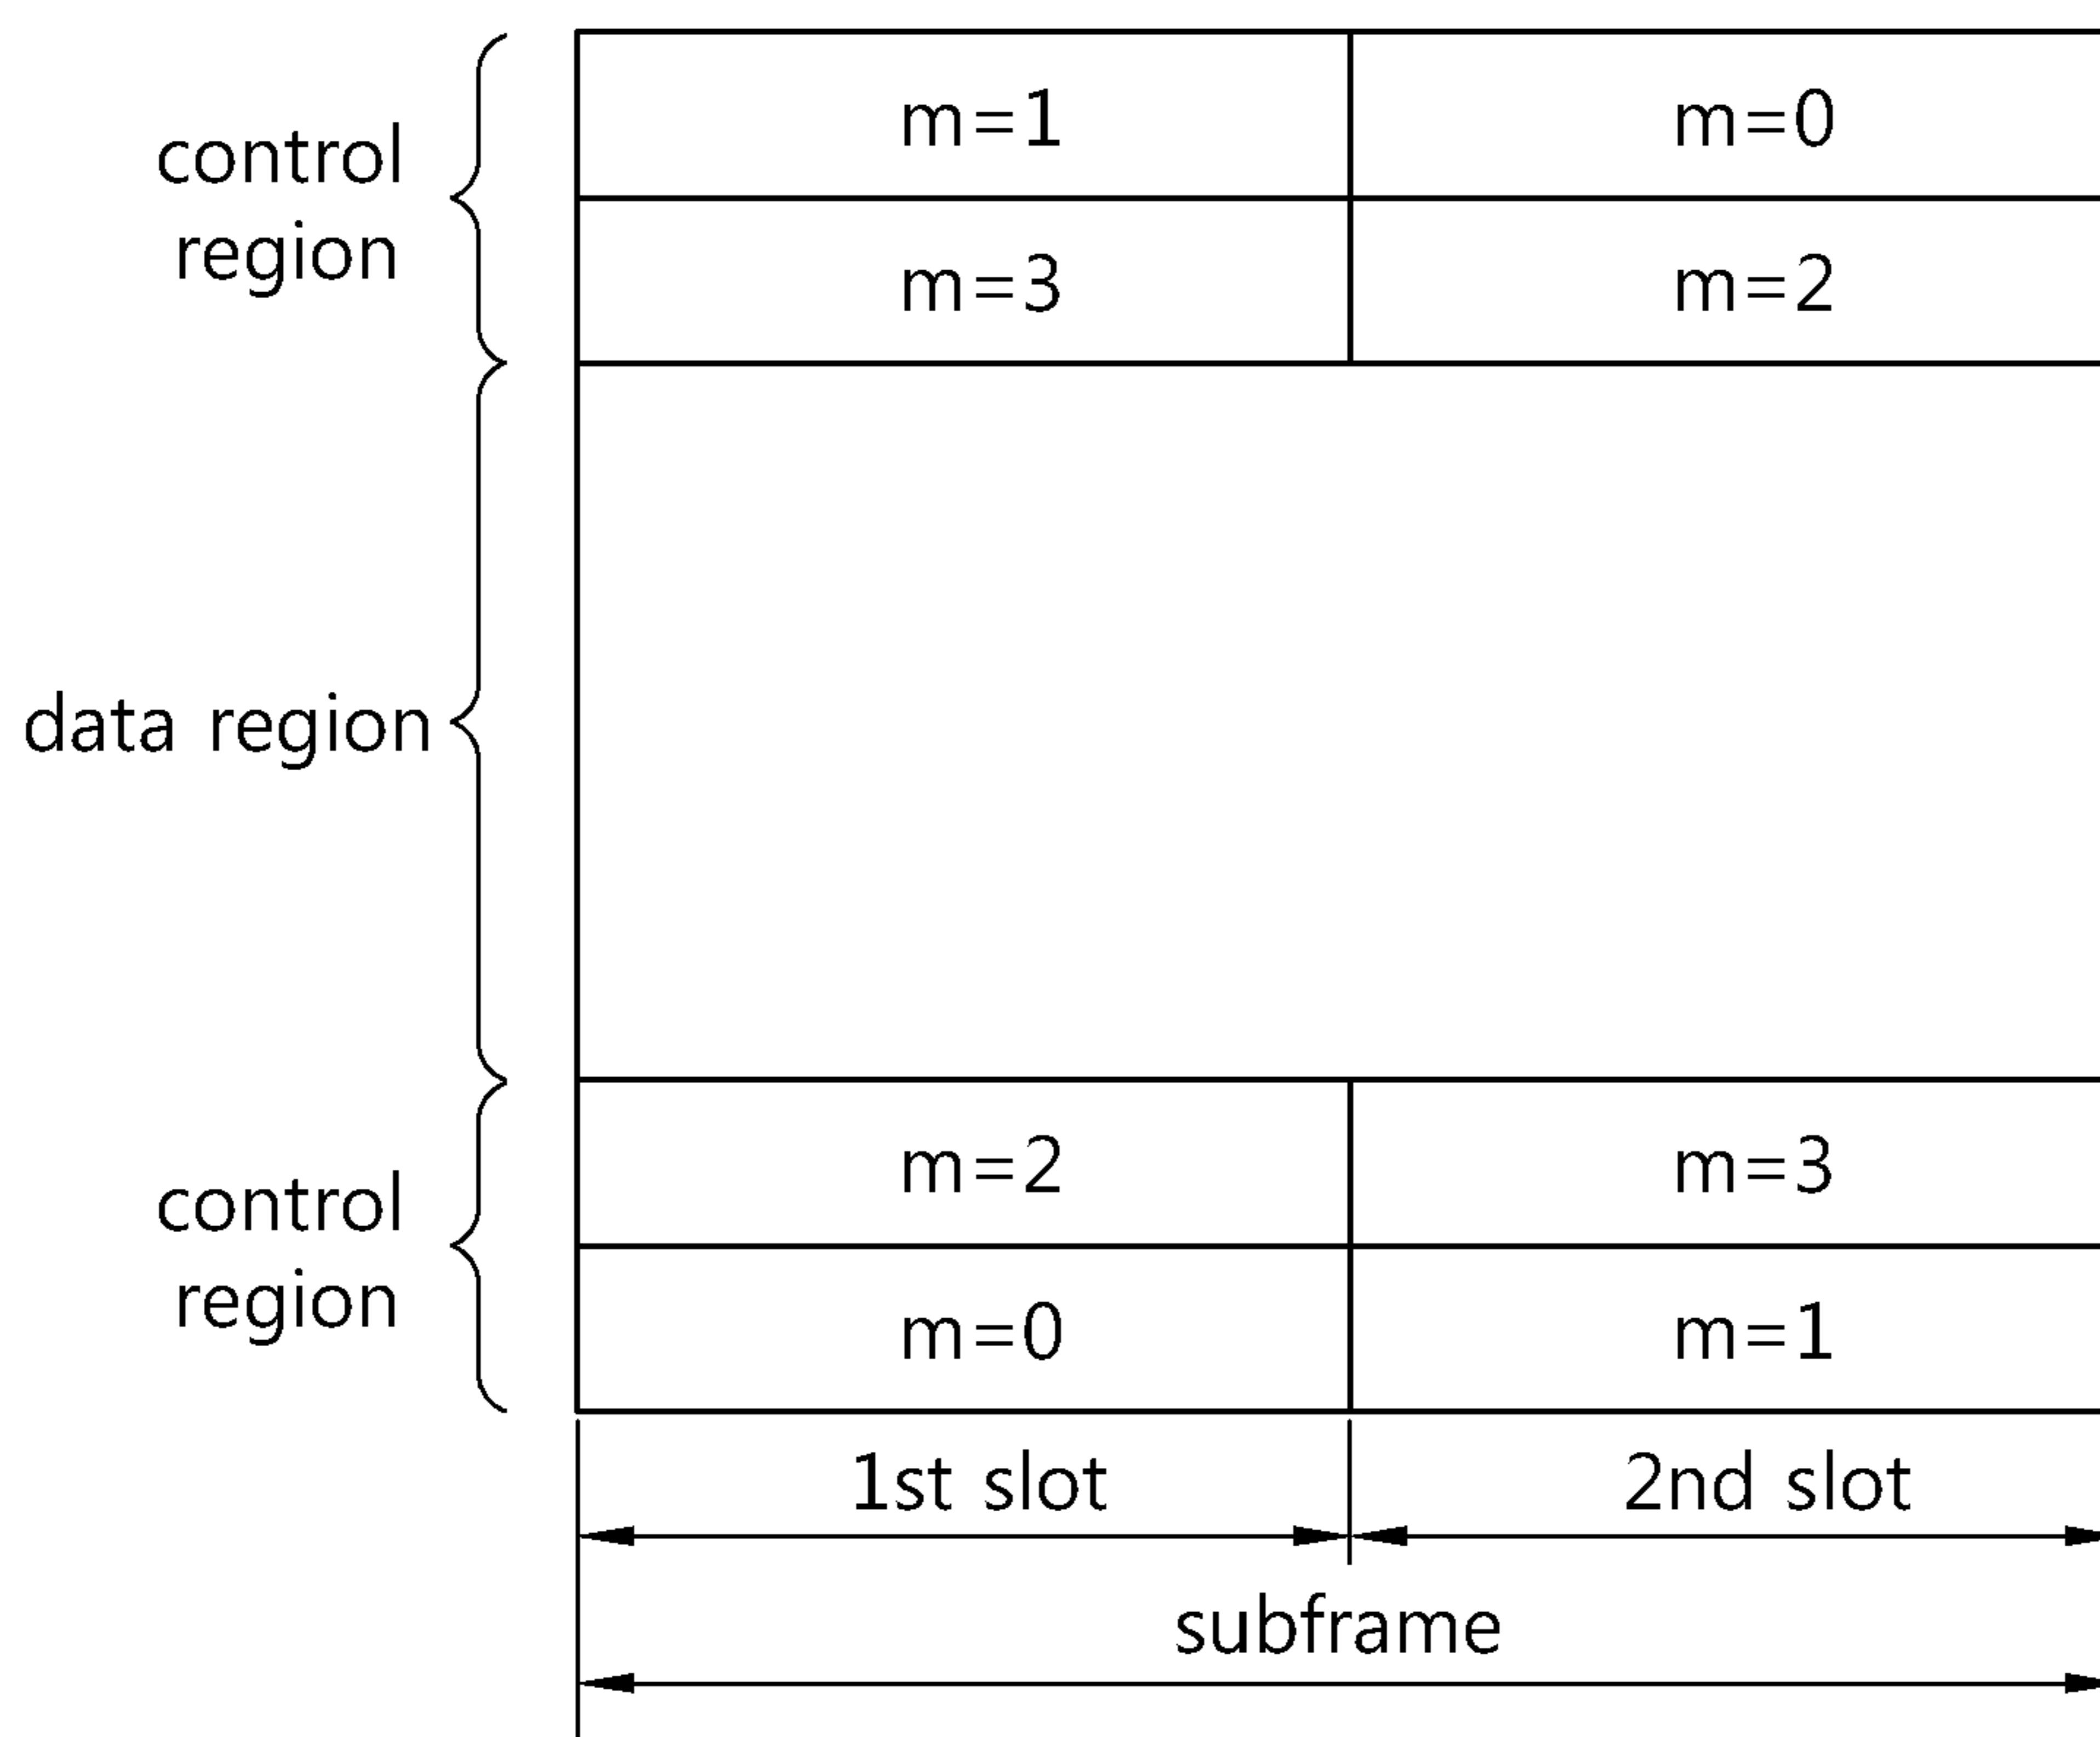 control
region
m=1
m=0
m=3
m=2
data region
control
region
m=2
m=3
m=0
m=1
1st slot
2nd slot
subframe